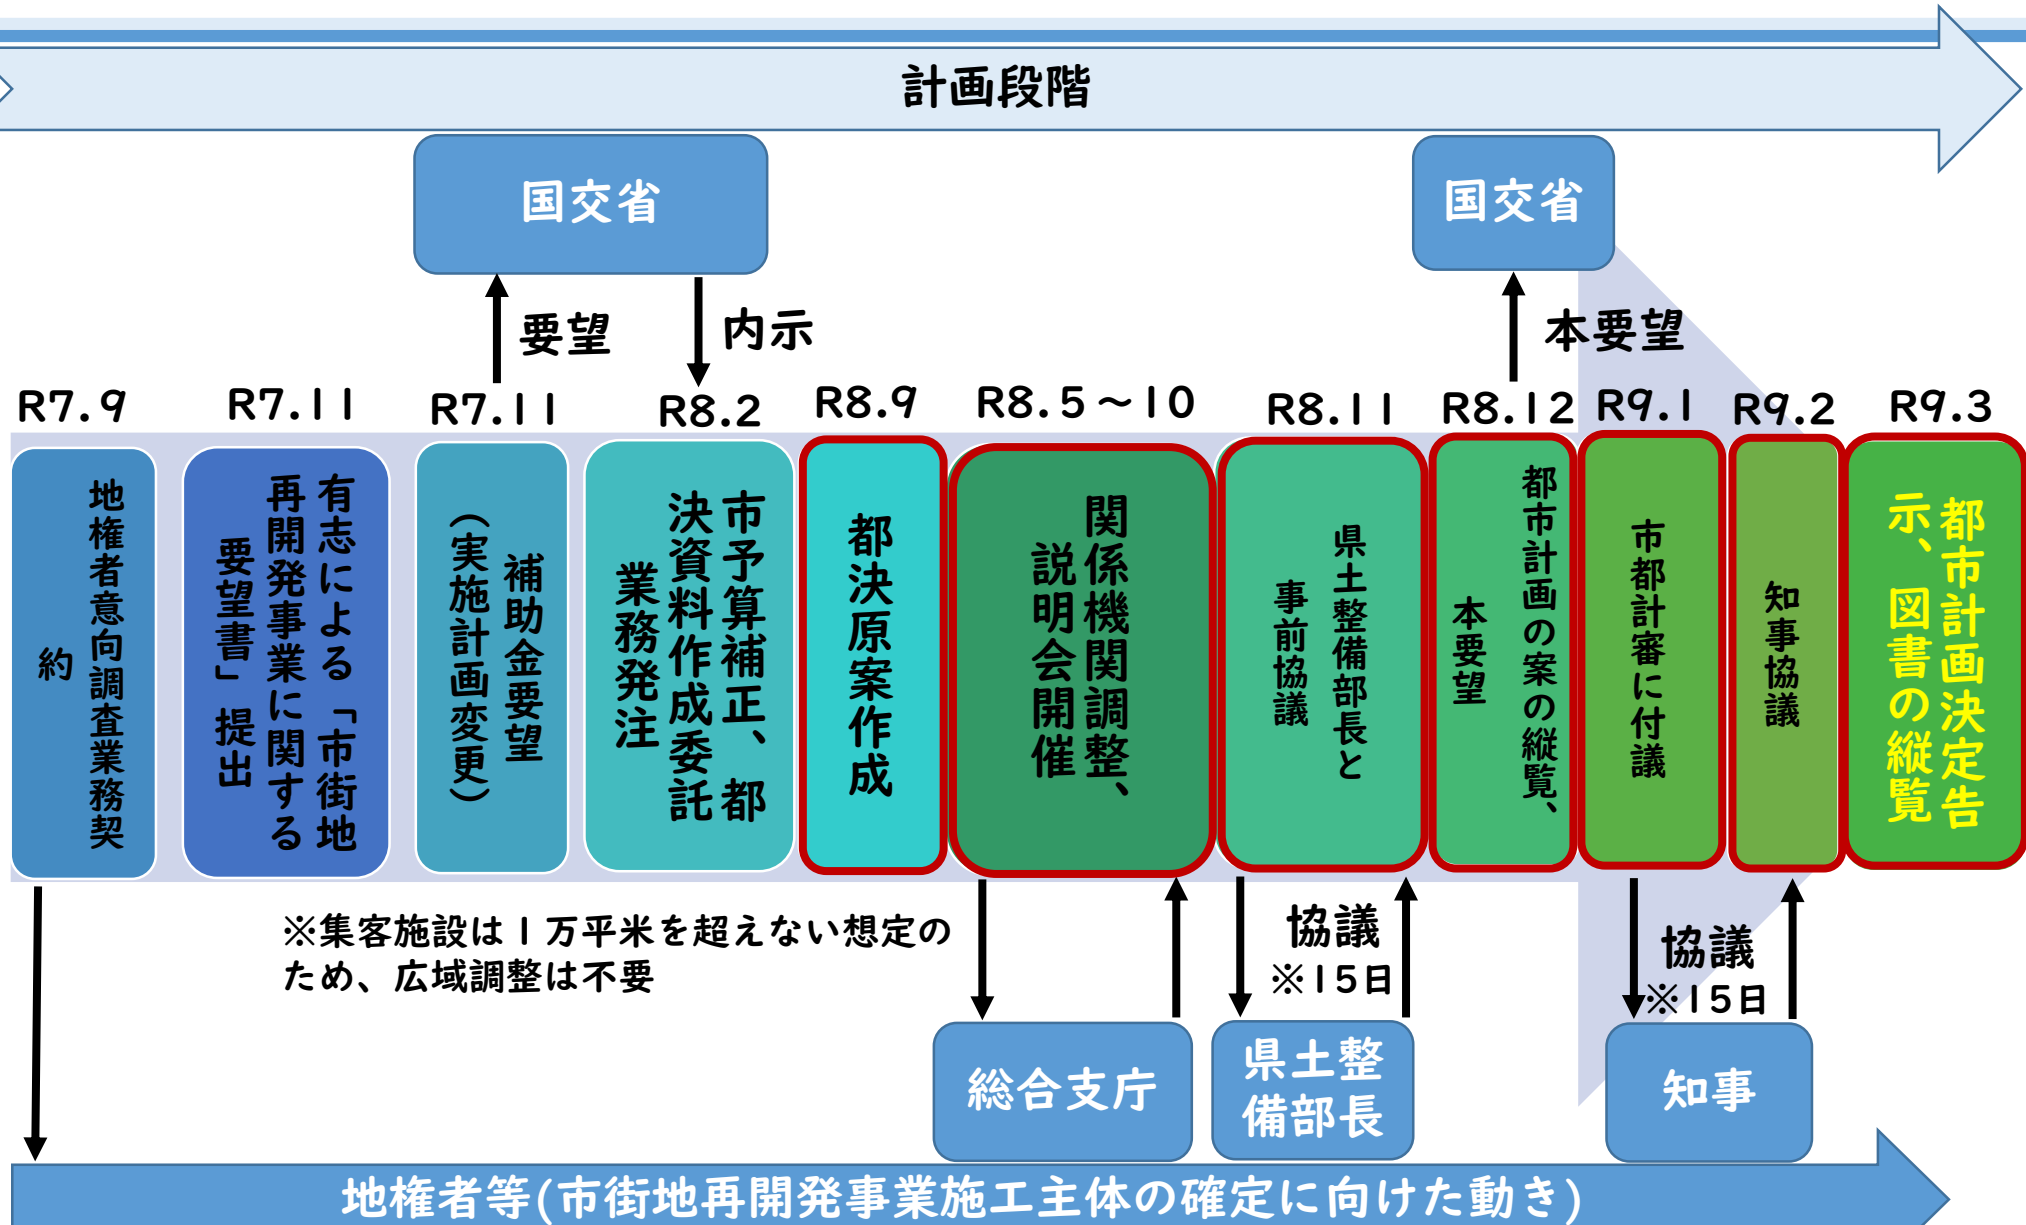 計画段階
国交省
国交省
要望
内示
本要望
R7.9
R7.11
R7.11
R8.2
R8.9
R8.5～10
R8.11
R8.12
R9.1
R9.2
R9.3
地権者意向調査業務契
約
有志による「市街地
再開発事業に関する
要望書」提出
補助金要望
（実施計画変更）
市予算補正、都
決資料作成委託
業務発注
都決原案作成
関係機関調整、
説明会開催
県土整備部長と
事前協議
都市計画の案の縦覧、
本要望
市都計審に付議
知事協議
都市計画決定告
示、図書の縦覧
※集客施設は1万平米を超えない想定の
ため、広域調整は不要
協議
※15日
協議
※15日
総合支庁
県土整
備部長
知事
地権者等(市街地再開発事業施工主体の確定に向けた動き)